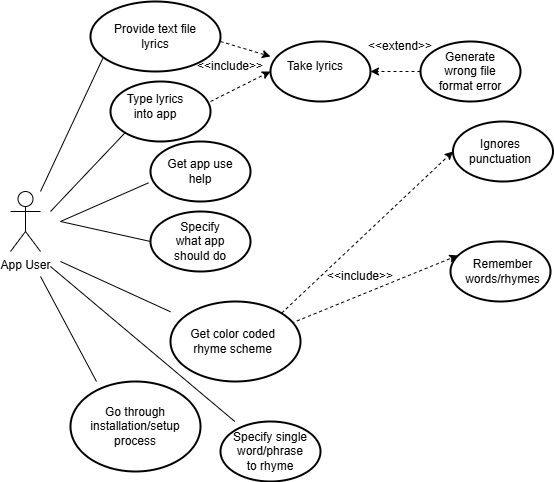 Provide text file
lyrics
<<extend>>
<<include>>
Take lyrics
Generate
wrong file
format error
Type lyrics
into app
Ignores
punctuation
Get app use
help
Specify
what app
should do
App User
<<include>>
Remember
words/rhymes
Get color coded
rhyme scheme
Go through
installation/setup
process
Specify single
word/phrase
to rhyme